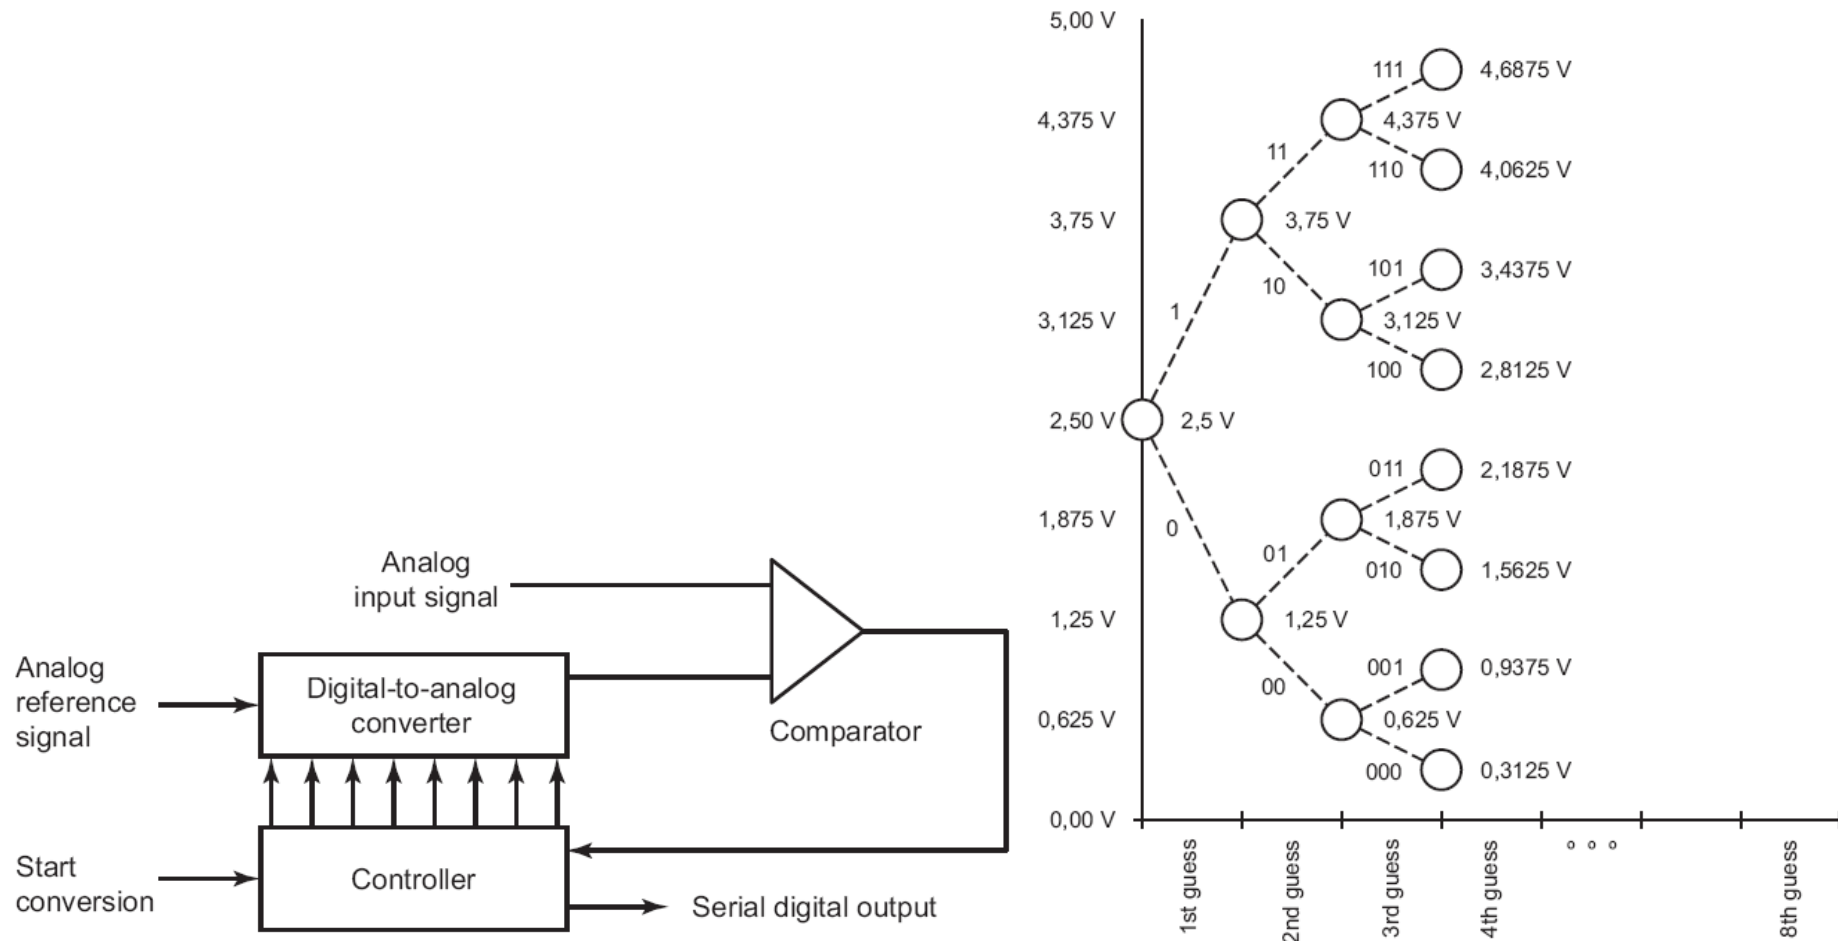 Analog
input signal
Analog
reference
signal
Digital-to-analog
converter
Comparator
Start
conversion
Controller
Serial digital output
5,00 V
4,375 V
3,75 V
3,125 V
2,50 V
1,875 V
1,25 V
0,625 V
0,00 V
111
4,6875 V
4,375 V
11
110
4,0625 V
3,75 V
101
3,4375 V
10
1
3,125 V
100
2,8125 V
2,5 V
011
2,1875 V
0
1,875 V
01
010
1,5625 V
1,25 V
001
0,9375 V
00
0,625 V
000
0,3125 V
1st guess
2nd guess
3rd guess
4th guess
8th guess